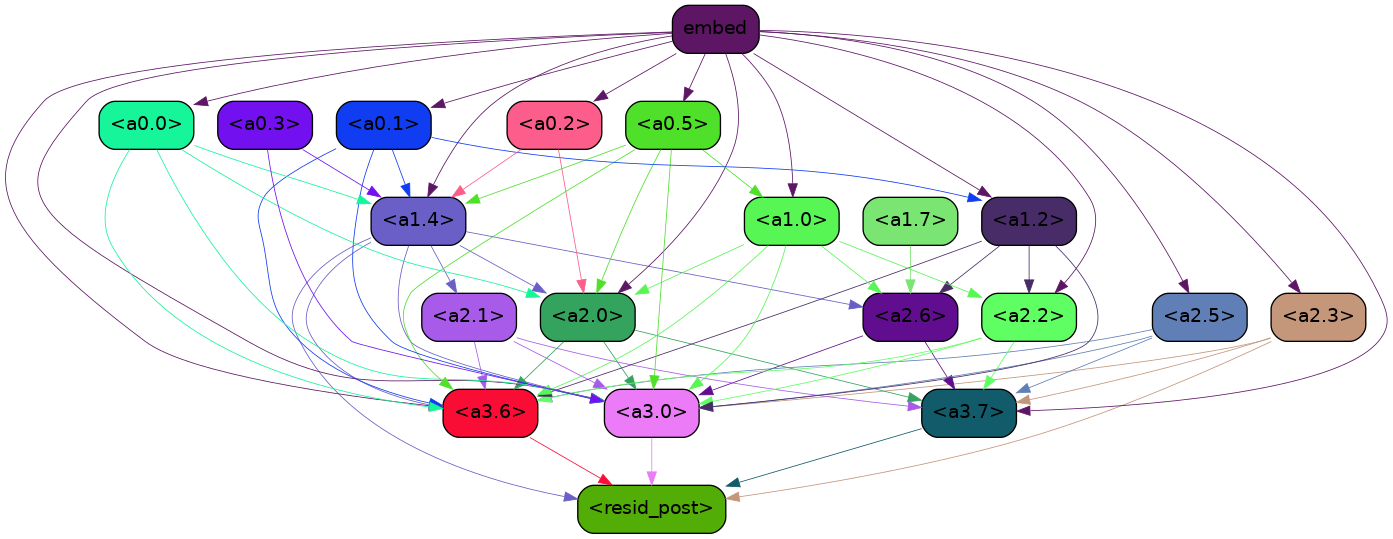 embed
<a0.0>
<a0.3>
<a0.1>
<a0.2>
<a0.5>
<a1.4>
<a1.0>
<a1.7>
<a1.2>
<a2.1>
<a2.0>
<a2.6>
<a2.2>
<a2.5>
<a2.3>
<a3.6>
<a3.0>
<a3.7>
<resid_post>